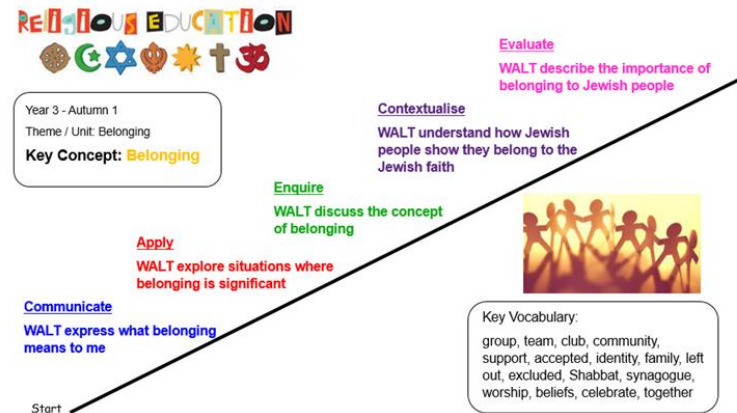 RELIGIOUS EDUCATION
Year 3 - Autumn 1
Theme / Unit: Belonging
Key Concept: Belonging
Evaluate
WALT describe the importance of
belonging to Jewish people
Contextualise
WALT understand how Jewish
people show they belong to the
Jewish faith
Enquire
WALT discuss the concept
of belonging
Apply
WALT explore situations where
belonging is significant
Communicate
WALT express what belonging
means to me
Start
Key Vocabulary:
group, team, club, community,
support, accepted, identity, family, left
out, excluded, Shabbat, synagogue,
worship, beliefs, celebrate, together